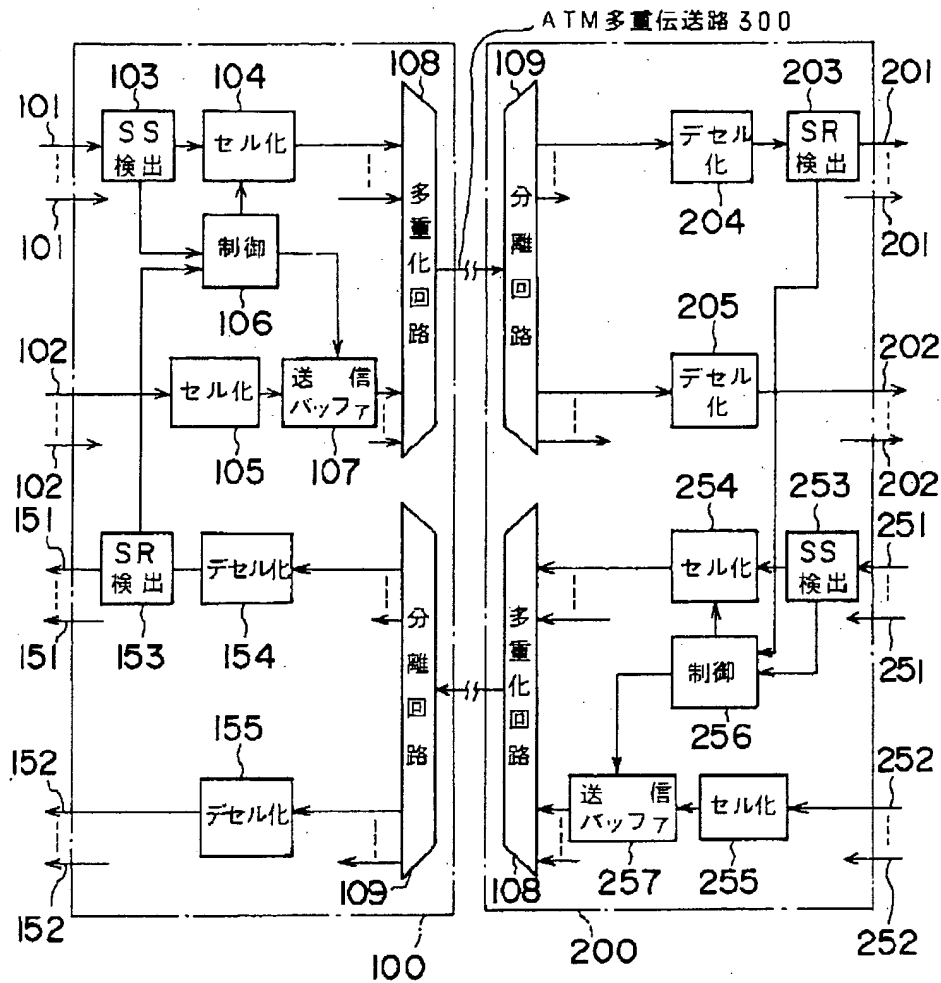 ATM多重伝送路300
103
104
108
109
203
201
101
SS
検出
セル化
デセル
化
SR
検出
101
制御
204
201
106
多重化回路
分離回路
205
102
セル化
送信
バッファ
デセル
化
202
102
105
107
254
253
202
151
SR
検出
デセル化
セル化
SS
検出
251
151
153
154
分離回路
多重化回路
制御
251
155
256
152
デセル化
送信
バッファ
セル化
252
152
109
108
257
255
252
100
200